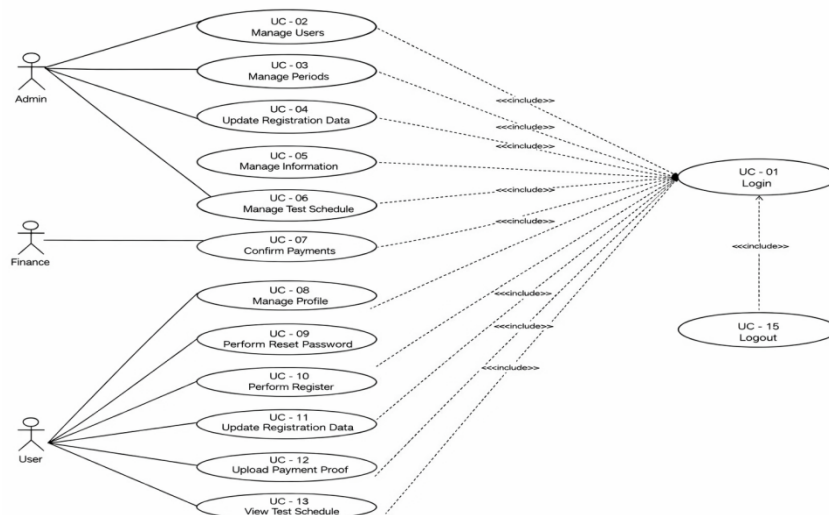 UC - 02
Manage Users
UC - 03
Manage Periods
Admin
<<<include>>
UC - 04
Update Registration Data
<<<include>>
<<<include>>
UC - 05
Manage Information
UC - 01
Login
UC - 06
Manage Test Schedule
<<<include>>
<<<include>>
UC - 07
Confirm Payments
Finance
<<<include>>
UC - 08
Manage Profile
<<<include>>
UC - 09
Perform Reset Password
<<<include>>
UC - 15
Logout
UC - 10
Perform Register
<<<include>>
UC - 11
Update Registration Data
User
UC - 12
Upload Payment Proof
UC - 13
View Test Schedule